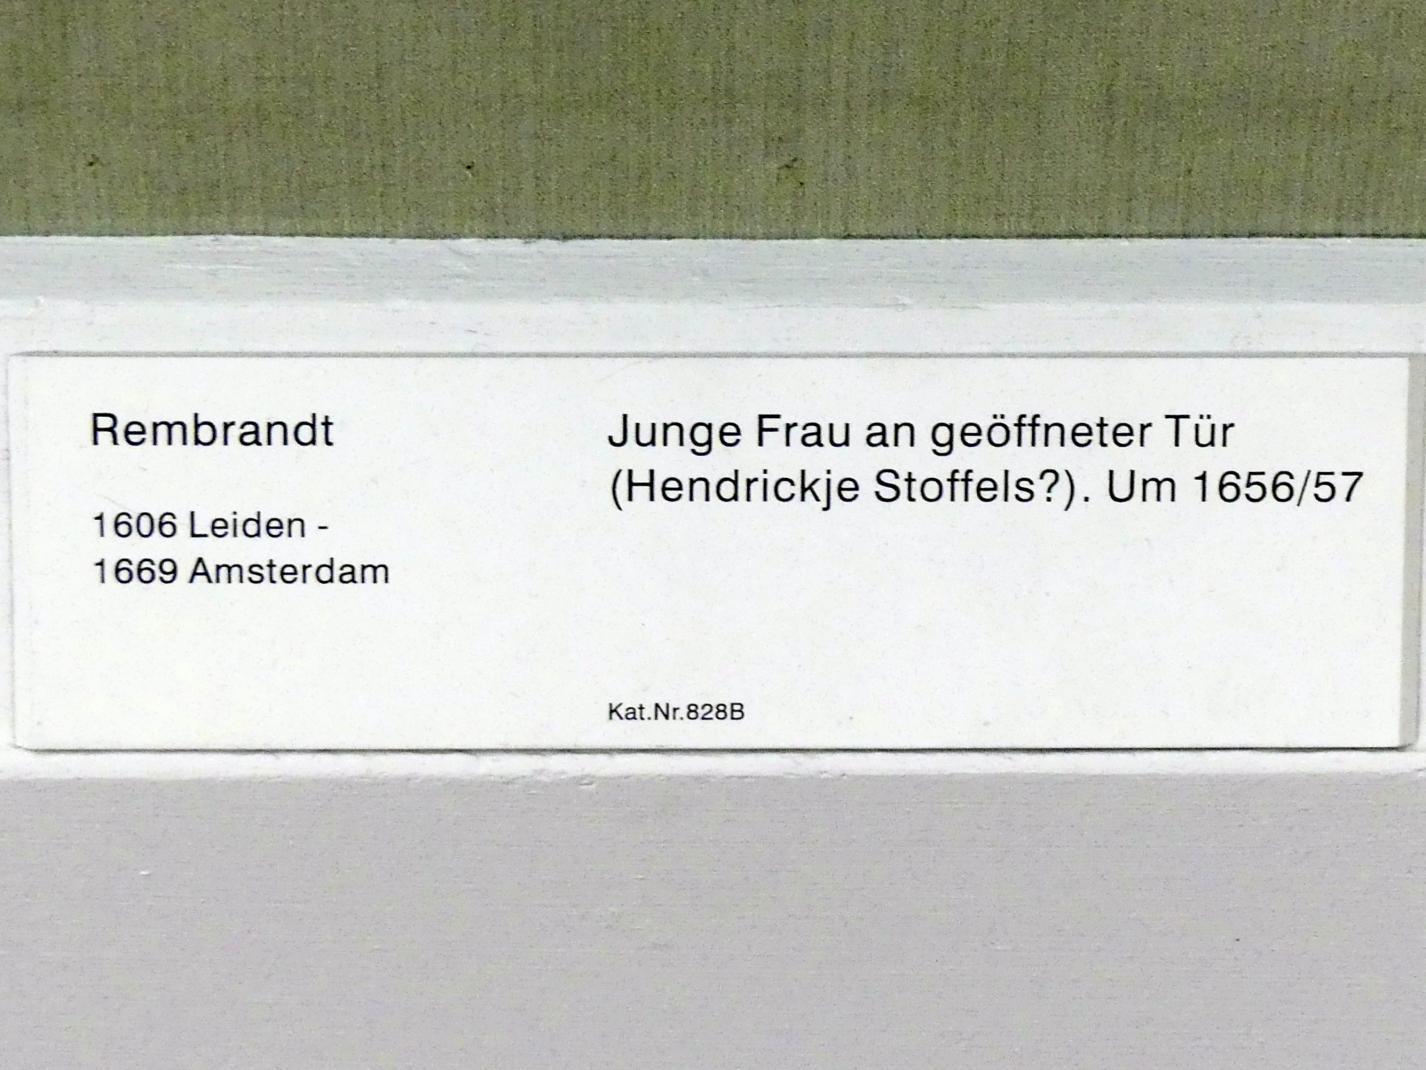 Rembrandt
1606 Leiden -
1669 Amsterdam
Junge Frau an geöffneter Tür
(Hendrickje Stoffels?). Um 1656/57
Kat.Nr.828B